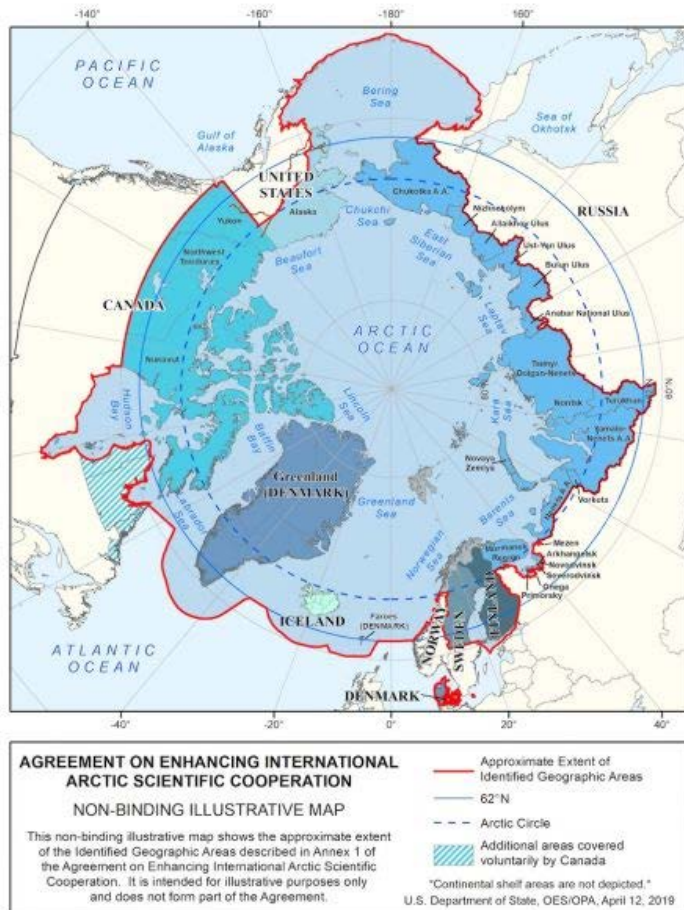 -160°
-180°
160°
PACIFIC
OCEAN
Bering
Sea
Sea of
Okhotsk
-140°
Gulf of
Alaska
UNITED
STATES
Alaska
Chukotka A.A.
Chukchi
Sea
Nizhnekolym
Allaikhov Ulus
RUSSIA
Ust-Yan Ulus
Bulun Ulus
East
Siberian
Sea
Yukon
Beaufort
Sea
Northwest
Territories
Laptev
Sea
Anabar National Ulus
CANADA
ARCTIC
OCEAN
Taimyr
Dolgan-Nenets
Nunavut
80°N
60°N
Kara
Sea
Norilsk
Turukhan
Yamalo-
Nenets A.A.
Hudson
Bay
Baffin
Bay
Lincoln
Sea
Novaya
Zemlya
Greenland
(DENMARK)
Greenland
Sea
Barents
Sea
Nenets A.A.
Vorkuta
Labrador
Sea
Norwegian
Sea
Murmansk
Region
Mezen
Arkhangelsk
Novodvinsk
Severodvinsk
Onega
Primorsky
ICELAND
Faroes
(DENMARK)
NORWAY
SWEDEN
FINLAND
ATLANTIC
OCEAN
DENMARK
-40°
-20°
0°
20°
40°
AGREEMENT ON ENHANCING INTERNATIONAL
ARCTIC SCIENTIFIC COOPERATION
NON-BINDING ILLUSTRATIVE MAP
This non-binding illustrative map shows the approximate extent
of the Identified Geographic Areas described in Annex 1 of
the Agreement on Enhancing International Arctic Scientific
Cooperation. It is intended for illustrative purposes only
and does not form part of the Agreement.
Approximate Extent of
Identified Geographic Areas
62°N
Arctic Circle
Additional areas covered
voluntarily by Canada
"Continental shelf areas are not depicted."
U.S. Department of State, OES/OPA, April 12, 2019